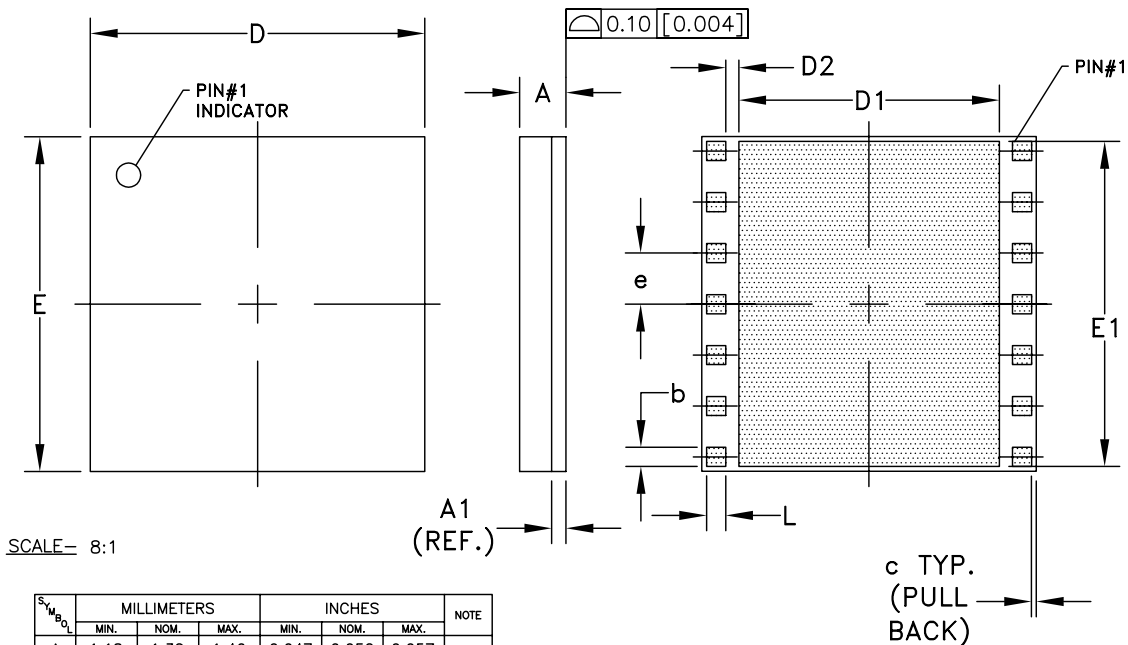 D
0.10 [0.004]
PIN#1
INDICATOR
A
D2
D1
PIN#1
E
e
E1
b
A1
(REF.)
L
SCALE- 8:1
c TYP.
(PULL
BACK)
SYMBOL MILLIMETERS INCHES NOTE
MIN. NOM. MAX. MIN. NOM. MAX.